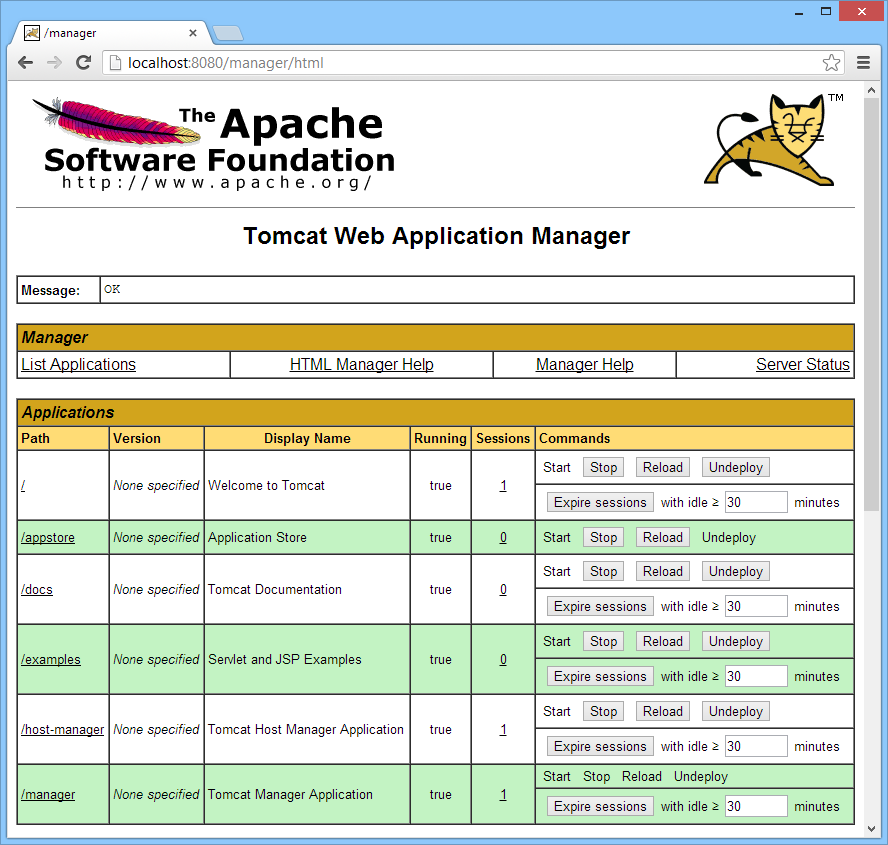 /manager
localhost:8080/manager/html
The Apache
Software Foundation
http://www.apache.org/
TM
Tomcat Web Application Manager
Message: OK
Manager
List Applications HTML Manager Help Manager Help Server Status
Applications
Path Version Display Name Running Sessions Commands
/ None specified Welcome to Tomcat true 1 Start Stop Reload Undeploy
Expire sessions with idle ≥ 30 minutes
/appstore None specified Application Store true 0 Start Stop Reload Undeploy
/docs None specified Tomcat Documentation true 0 Start Stop Reload Undeploy
Expire sessions with idle ≥ 30 minutes
/examples None specified Servlet and JSP Examples true 0 Start Stop Reload Undeploy
Expire sessions with idle ≥ 30 minutes
/host-manager None specified Tomcat Host Manager Application true 1 Start Stop Reload Undeploy
Expire sessions with idle ≥ 30 minutes
/manager None specified Tomcat Manager Application true 1 Start Stop Reload Undeploy
Expire sessions with idle ≥ 30 minutes